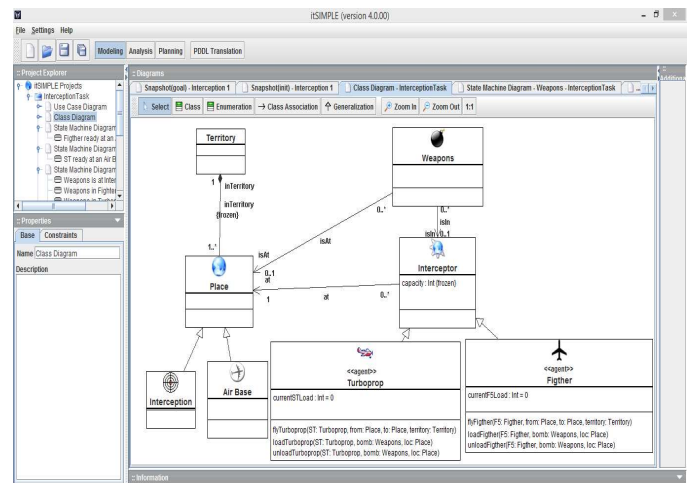 itSIMPLE (version 4.0.00)
File Settings Help
Modeling Analysis Planning PDDL Translation
:: Project Explorer
itSIMPLE Projects
InterceptionTask
Use Case Diagram
Class Diagram
State Machine Diagram
Figther ready at an
State Machine Diagram
ST ready at an Air B
State Machine Diagram
Weapons is at Inter
Weapons in Fighter
Weapons in Turbop
:: Properties
Base Constraints
Name Class Diagram
Description
:: Diagrams
:: Additiona
Snapshot(goal) - Interception 1 Snapshot(init) - Interception 1 Class Diagram - InterceptionTask State Machine Diagram - Weapons - InterceptionTask
Select Class Enumeration Class Association Generalization Zoom In Zoom Out 1:1
Territory
1 inTerritory
inTerritory
{frozen}
1..*
Weapons
0..* 0..*
isIn
isIn 0..1
isAt
isAt
0..1
at
1
at
0..*
Place
Interceptor
capacity : Int {frozen}
Interception
Air Base
<<agent>>
Turboprop
currentSTLoad : Int = 0
flyTurboprop(ST: Turboprop, from: Place, to: Place, territory: Territory)
loadTurboprop(ST: Turboprop, bomb: Weapons, loc: Place)
unloadTurboprop(ST: Turboprop, bomb: Weapons, loc: Place)
<<agent>>
Figther
currentF5Load : Int = 0
flyFigther(F5: Figther, from: Place, to: Place, territory: Territory)
loadFigther(F5: Figther, bomb: Weapons, loc: Place)
unloadFigther(F5: Figther, bomb: Weapons, loc: Place)
:: Information